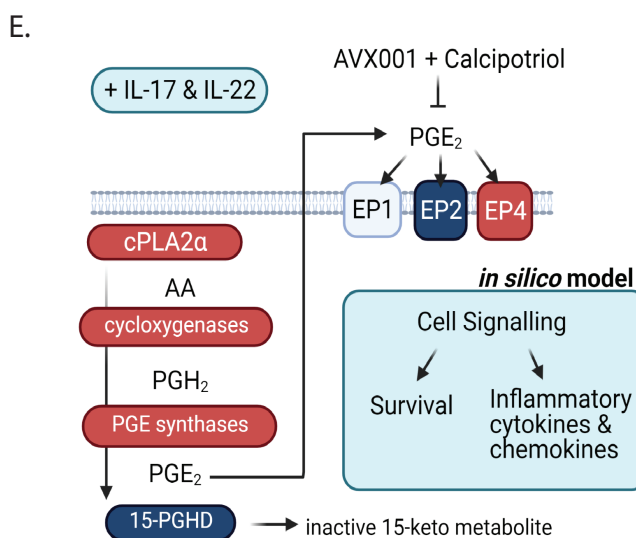 E.
AVX001 + Calcipotriol
+ IL-17 & IL-22
PGE₂
EP1
EP2
EP4
cPLA2α
AA
cycloxygenases
PGH₂
PGE synthases
PGE₂
15-PGHD
inactive 15-keto metabolite
in silico model
Cell Signalling
Survival
Inflammatory
cytokines &
chemokines